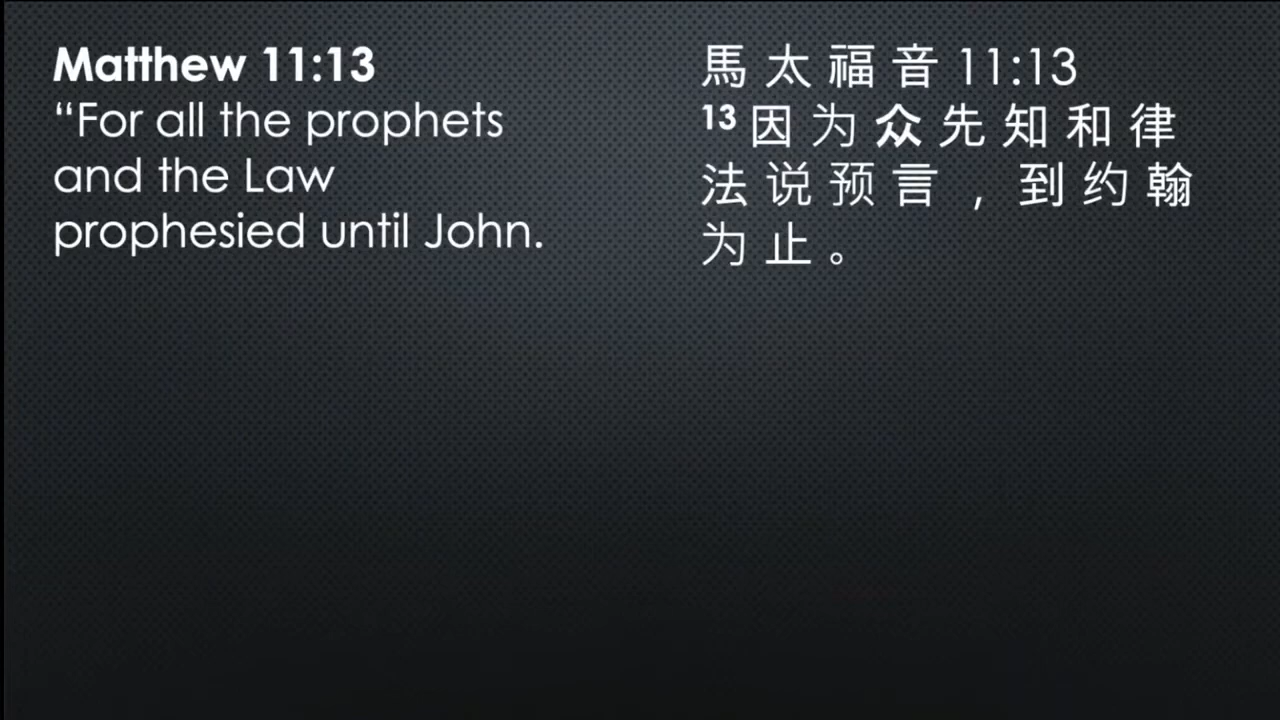 Matthew 11:13
“For all the prophets
and the Law
prophesied until John.
馬太福音 11:13
13 因为众先知和律
法说预言，到约翰
为止。